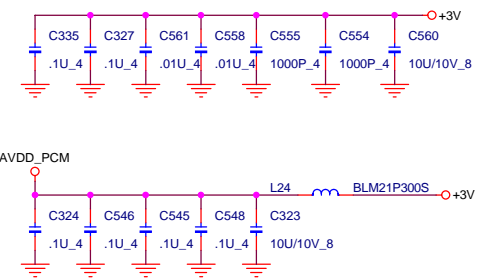 +3V
C335 C327 C561 C558 C555 C554 C560
.1U_4 .1U_4 .01U_4 .01U_4 1000P_4 1000P_4 10U/10V_8
AVDD_PCM
L24 BLM21P300S +3V
C324 C546 C545 C548 C323
.1U_4 .1U_4 .1U_4 .1U_4 10U/10V_8